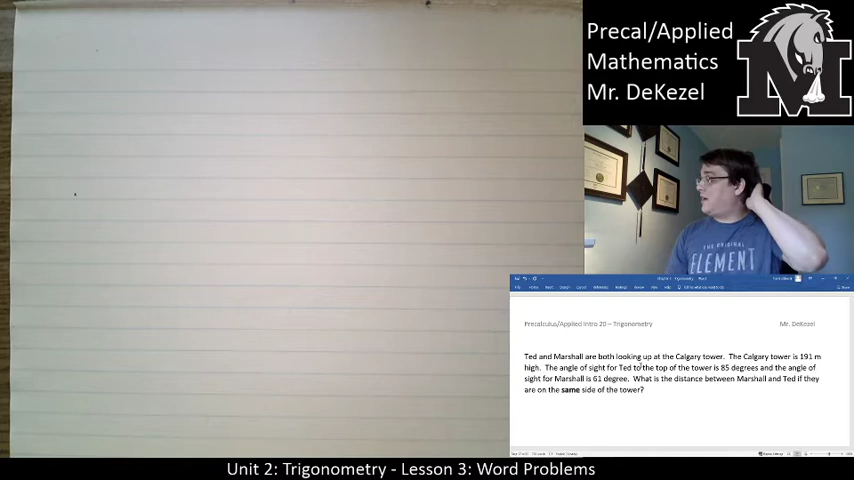 Precal/Applied
Mathematics
Mr. DeKezel
M
THE ORIGINAL
ELEMENT
Precalculus/Applied Intro 20 – Trigonometry
Mr. DeKezel
Ted and Marshall are both looking up at the Calgary tower. The Calgary tower is 191 m
high. The angle of sight for Ted to the top of the tower is 85 degrees and the angle of
sight for Marshall is 61 degree. What is the distance between Marshall and Ted if they
are on the same side of the tower?
Unit 2: Trigonometry - Lesson 3: Word Problems